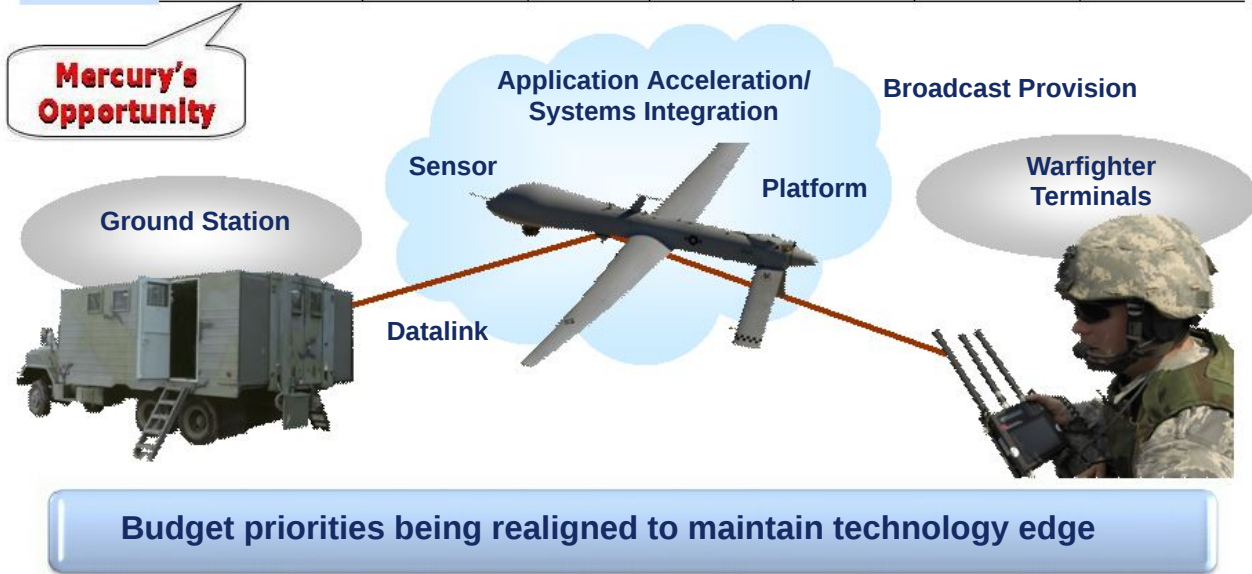 Mercury's
Opportunity
Application Acceleration/
Systems Integration
Broadcast Provision
Sensor
Platform
Warfighter
Terminals
Ground Station
Datalink
Budget priorities being realigned to maintain technology edge